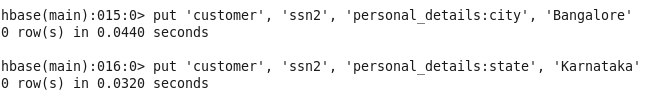 hbase(main):015:0> put 'customer', 'ssn2', 'personal_details:city', 'Bangalore'
0 row(s) in 0.0440 seconds
hbase(main):016:0> put 'customer', 'ssn2', 'personal_details:state', 'Karnataka'
0 row(s) in 0.0320 seconds